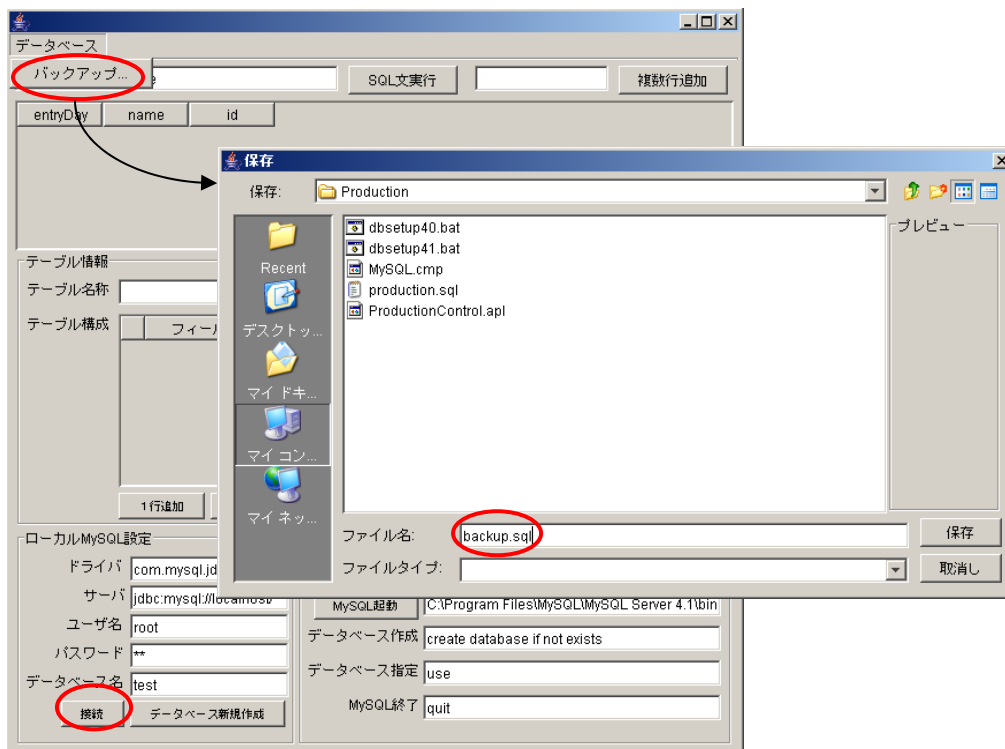 データベース
バックアップ...
SQL文実行
複数行追加
entryDay name id
保存
保存: Production
dbsetup40.bat
dbsetup41.bat
MySQL.cmp
production.sql
ProductionControl.apl
Recent
デスクトッ...
マイ ドキ...
マイ コン...
マイ ネッ...
プレビュー
ファイル名: backup.sql
保存
ファイルタイプ:
取消し
テーブル情報
テーブル名称
テーブル構成
フィール
1行追加
ローカルMySQL設定
ドライバ com.mysql.jd
サーバ jdbc:mysql://localhost/
ユーザ名 root
パスワード **
データベース名 test
接続 データベース新規作成
MySQL起動 C:\Program Files\MySQL\MySQL Server 4.1\bin
データベース作成 create database if not exists
データベース指定 use
MySQL終了 quit